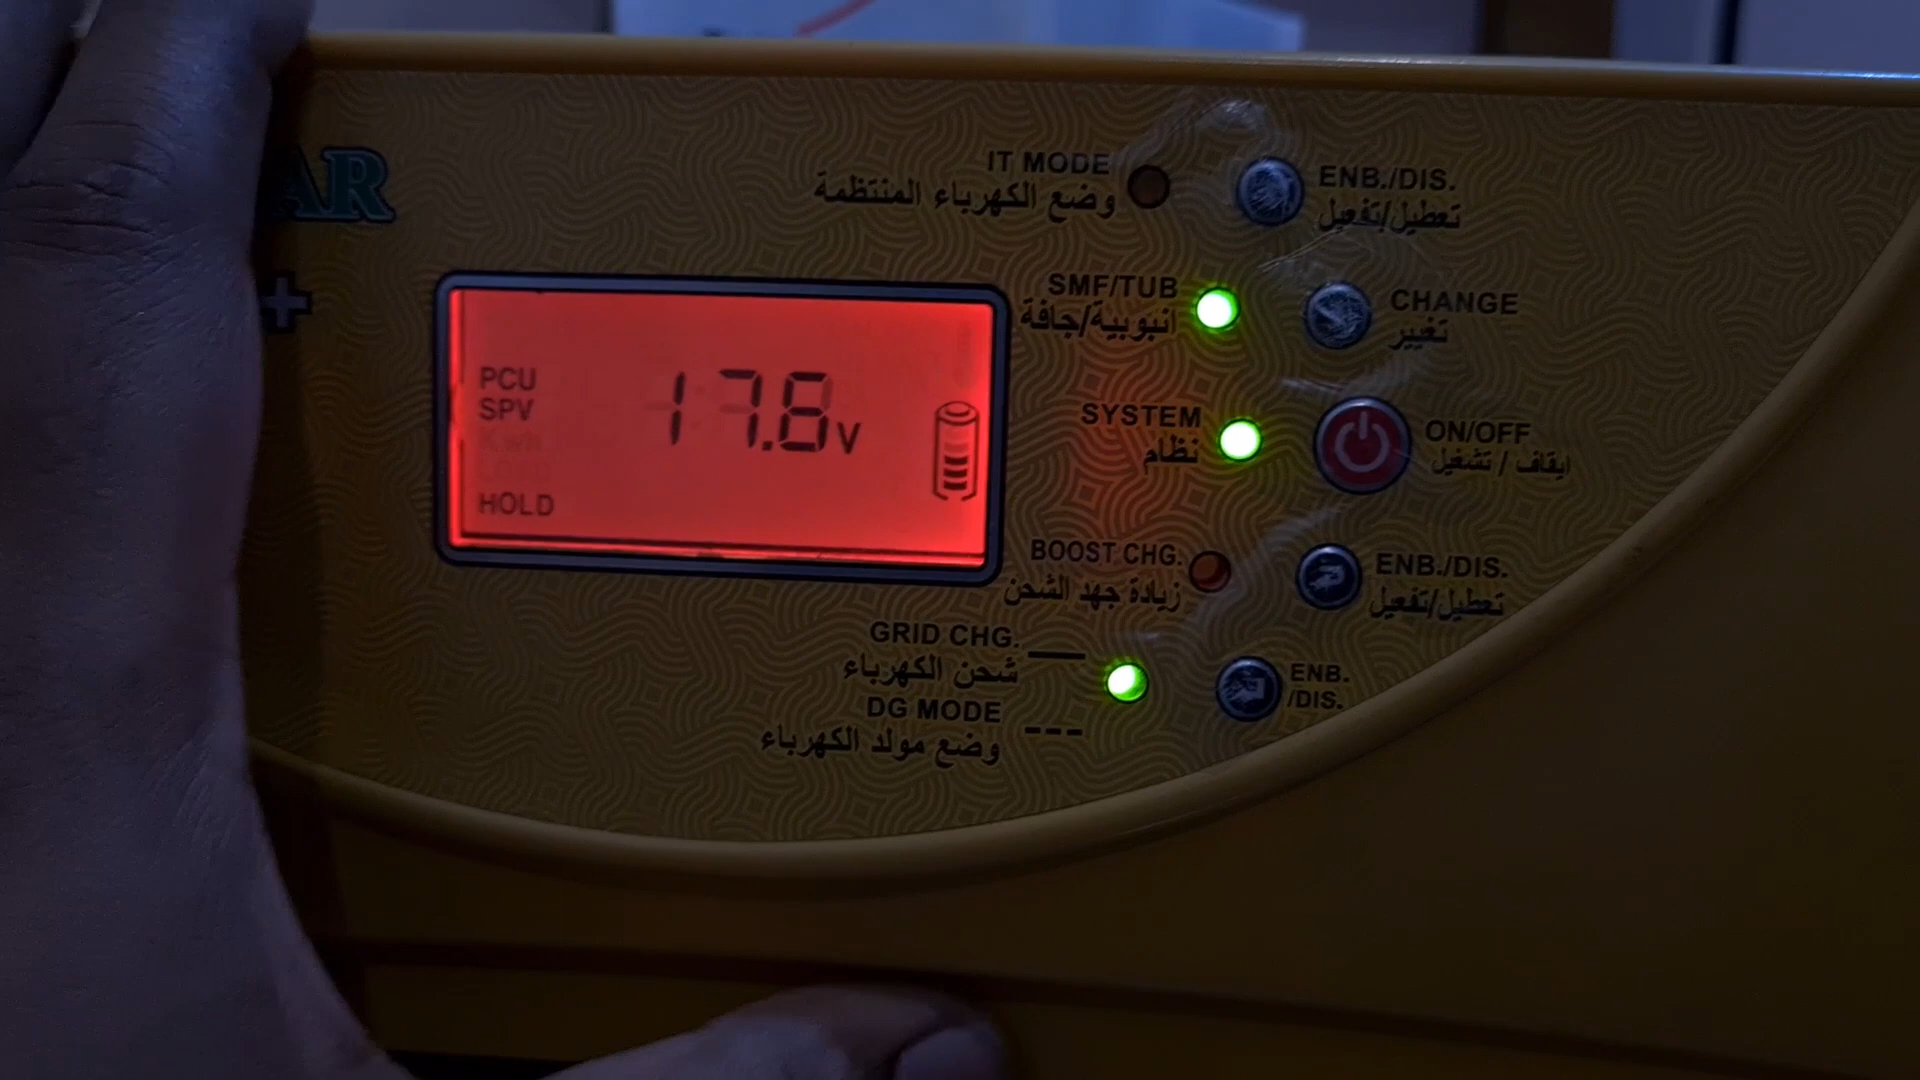 AR
+
IT MODE
وضع الكهرباء المنتظمة
ENB./DIS.
تعطيل/تفعيل
SMF/TUB
انبوبية/جافة
CHANGE
تغيير
PCU
SPV
17.8v
HOLD
SYSTEM
نظام
ON/OFF
ايقاف / تشغيل
BOOST CHG.
زيادة جهد الشحن
ENB./DIS.
تعطيل/تفعيل
GRID CHG.
شحن الكهرباء
ENB.
/DIS.
DG MODE
وضع مولد الكهرباء